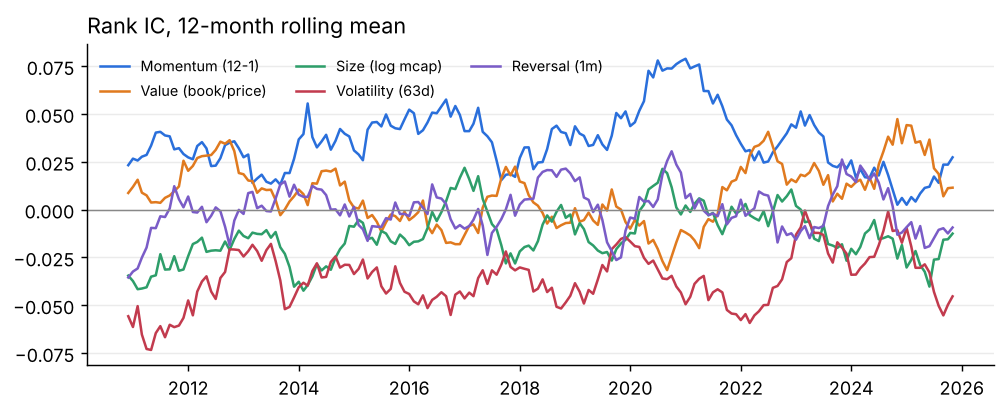 Rank IC, 12-month rolling mean
Momentum (12-1) Size (log mcap) Reversal (1m)
Value (book/price) Volatility (63d)
0.075
0.050
0.025
0.000
−0.025
−0.050
−0.075
2012 2014 2016 2018 2020 2022 2024 2026